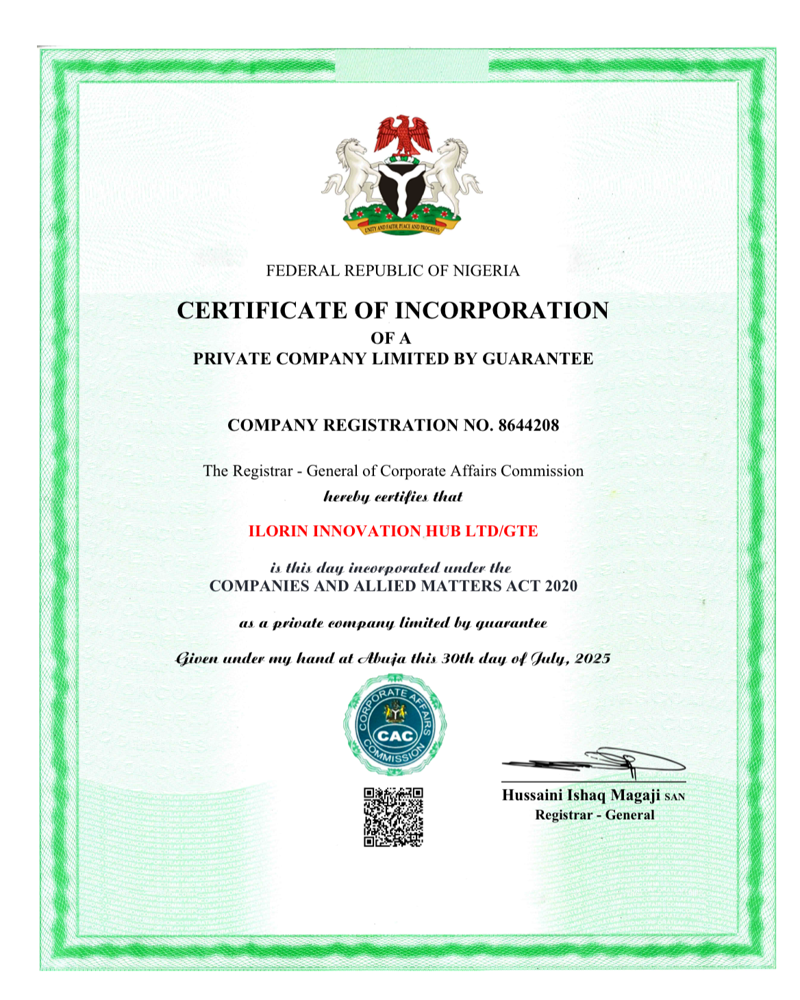 UNITY AND FAITH, PEACE AND PROGRESS
FEDERAL REPUBLIC OF NIGERIA
CERTIFICATE OF INCORPORATION
OF A
PRIVATE COMPANY LIMITED BY GUARANTEE
COMPANY REGISTRATION NO. 8644208
The Registrar - General of Corporate Affairs Commission
hereby certifies that
ILORIN INNOVATION HUB LTD/GTE
is this day incorporated under the
COMPANIES AND ALLIED MATTERS ACT 2020
as a private company limited by guarantee
Given under my hand at Abuja this 30th day of July, 2025
CORPORATE AFFAIRS
CAC
COMMISSION
Hussaini Ishaq Magaji SAN
Registrar - General